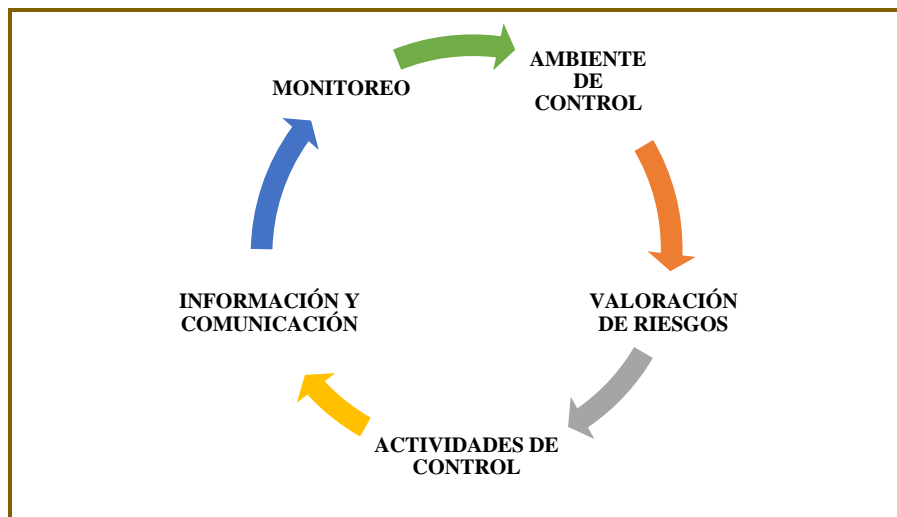 MONITOREO
AMBIENTE
DE
CONTROL
VALORACIÓN
DE RIESGOS
ACTIVIDADES DE
CONTROL
INFORMACIÓN Y
COMUNICACIÓN